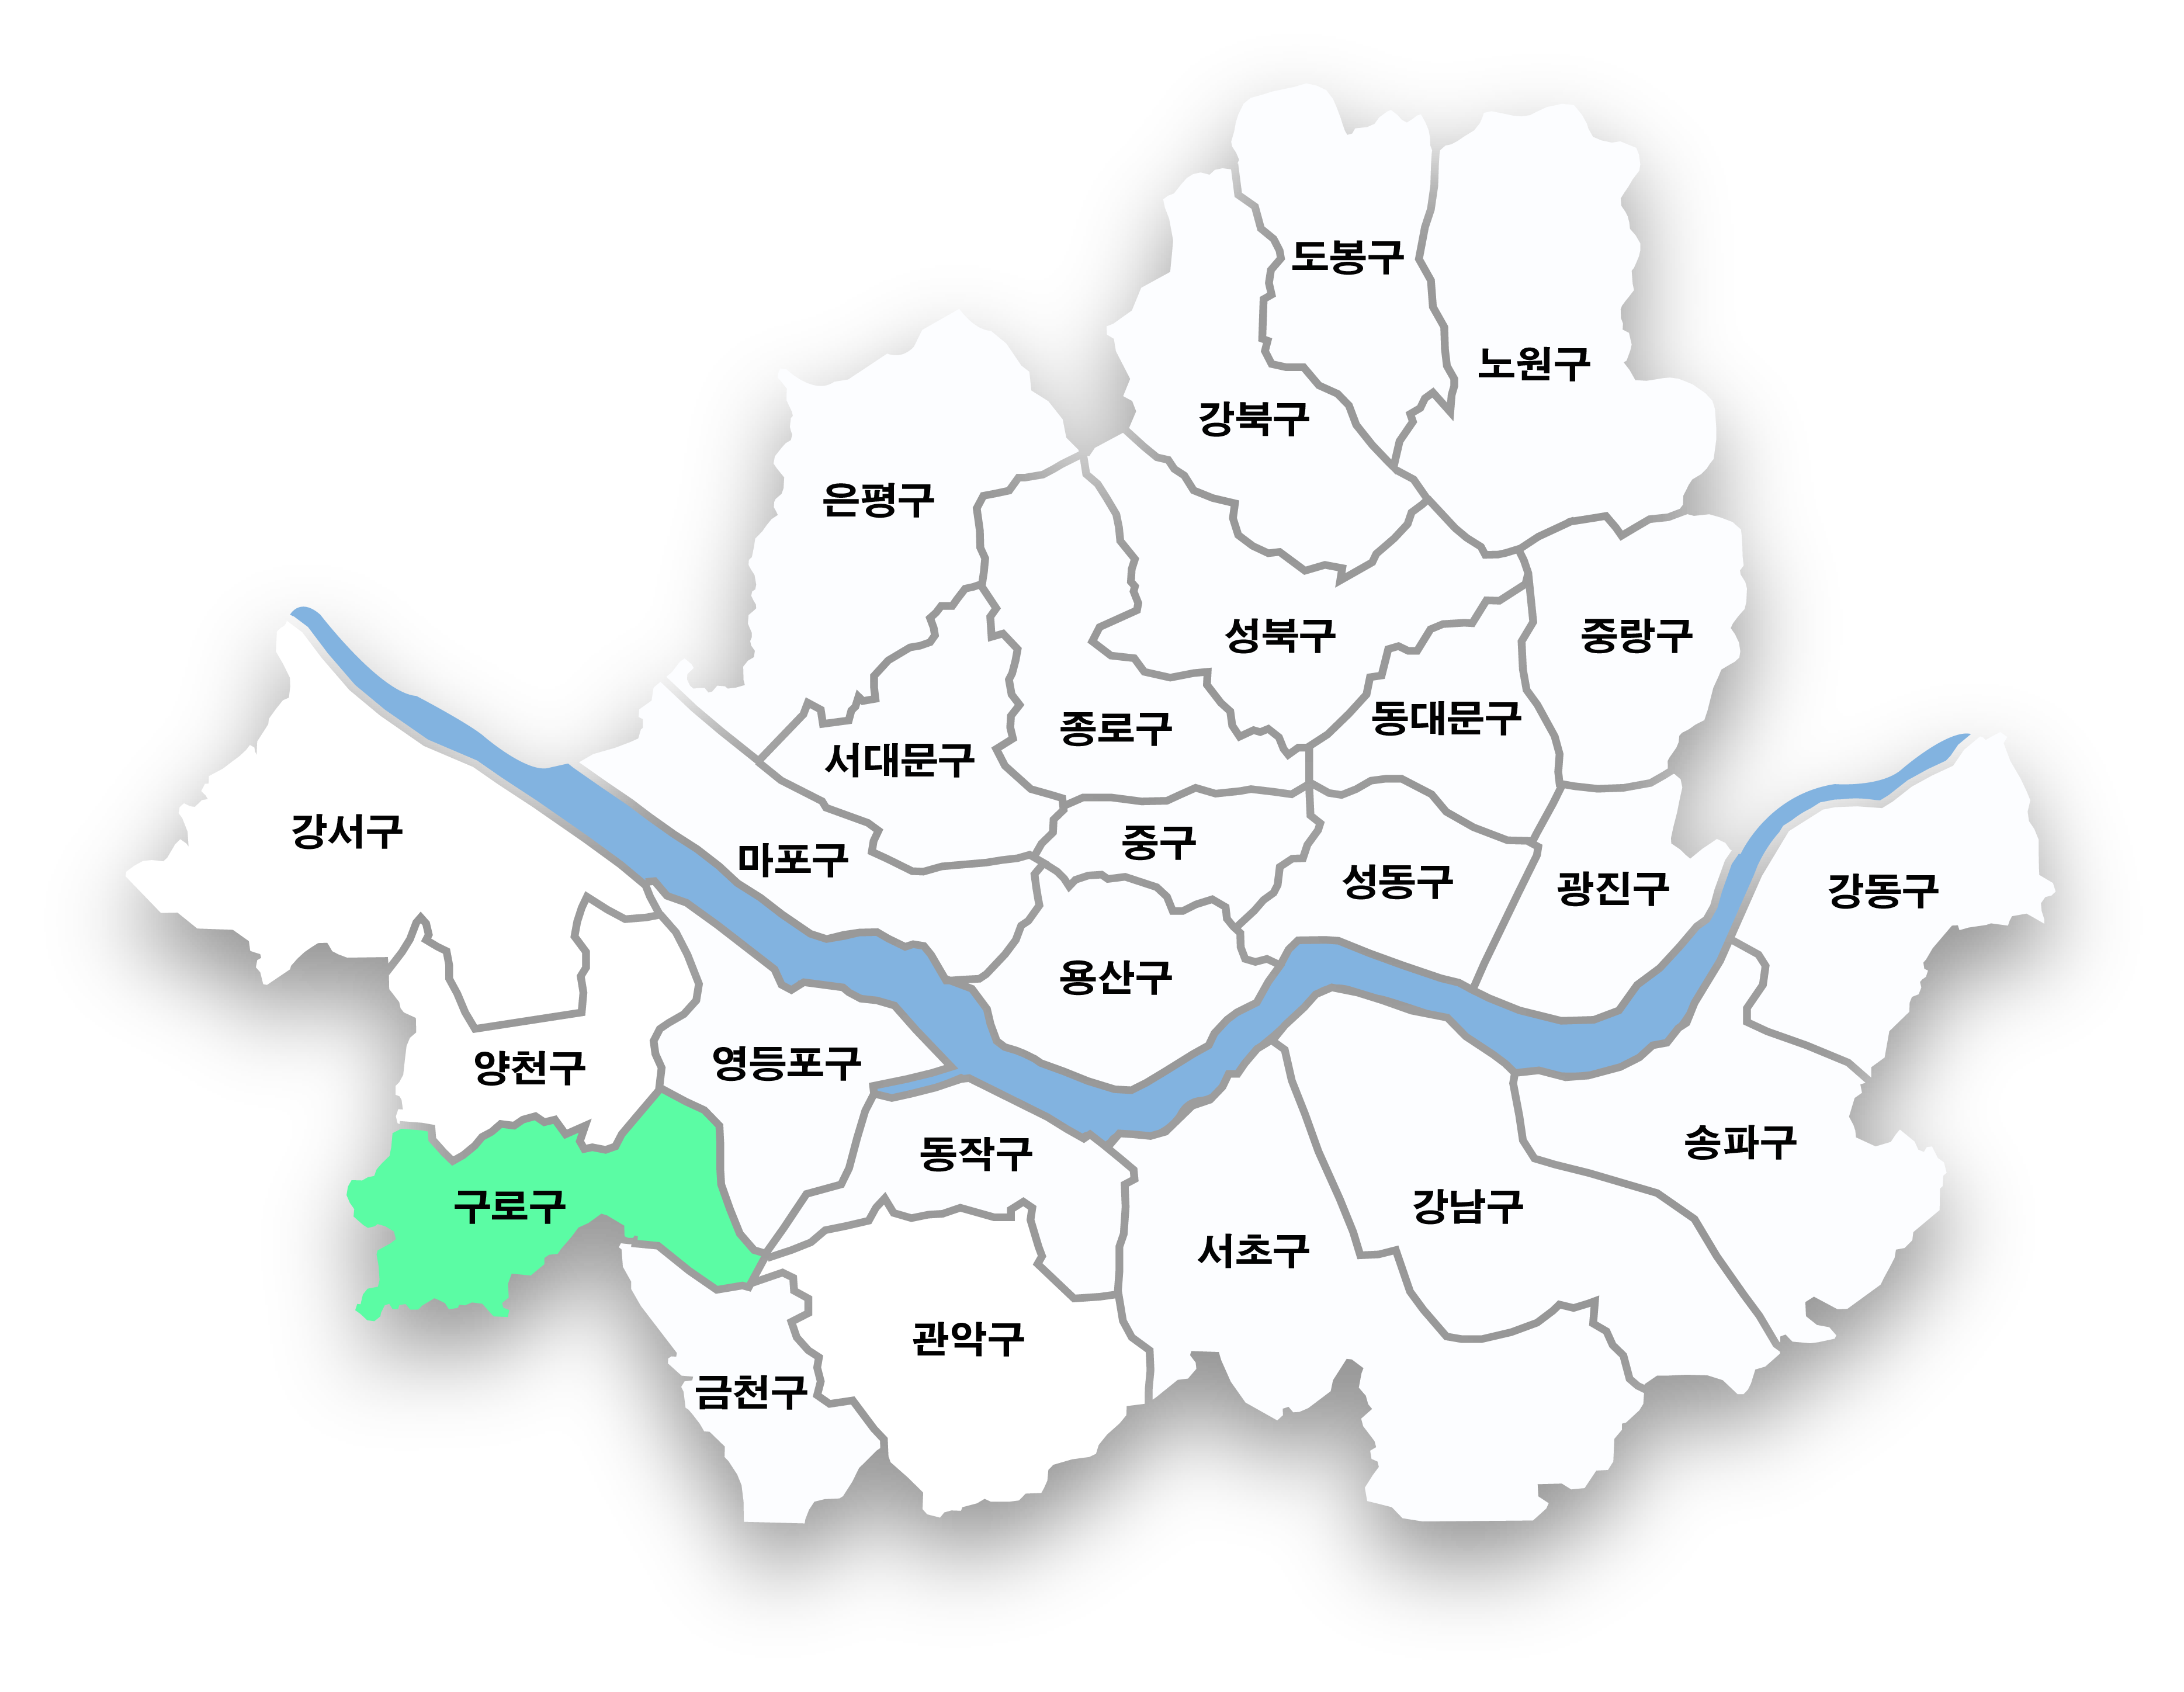 도봉구
노원구
강북구
은평구
성북구
중랑구
동대문구
종로구
서대문구
강서구
중구
마포구
성동구
광진구
강동구
용산구
양천구
영등포구
동작구
송파구
구로구
강남구
서초구
관악구
금천구